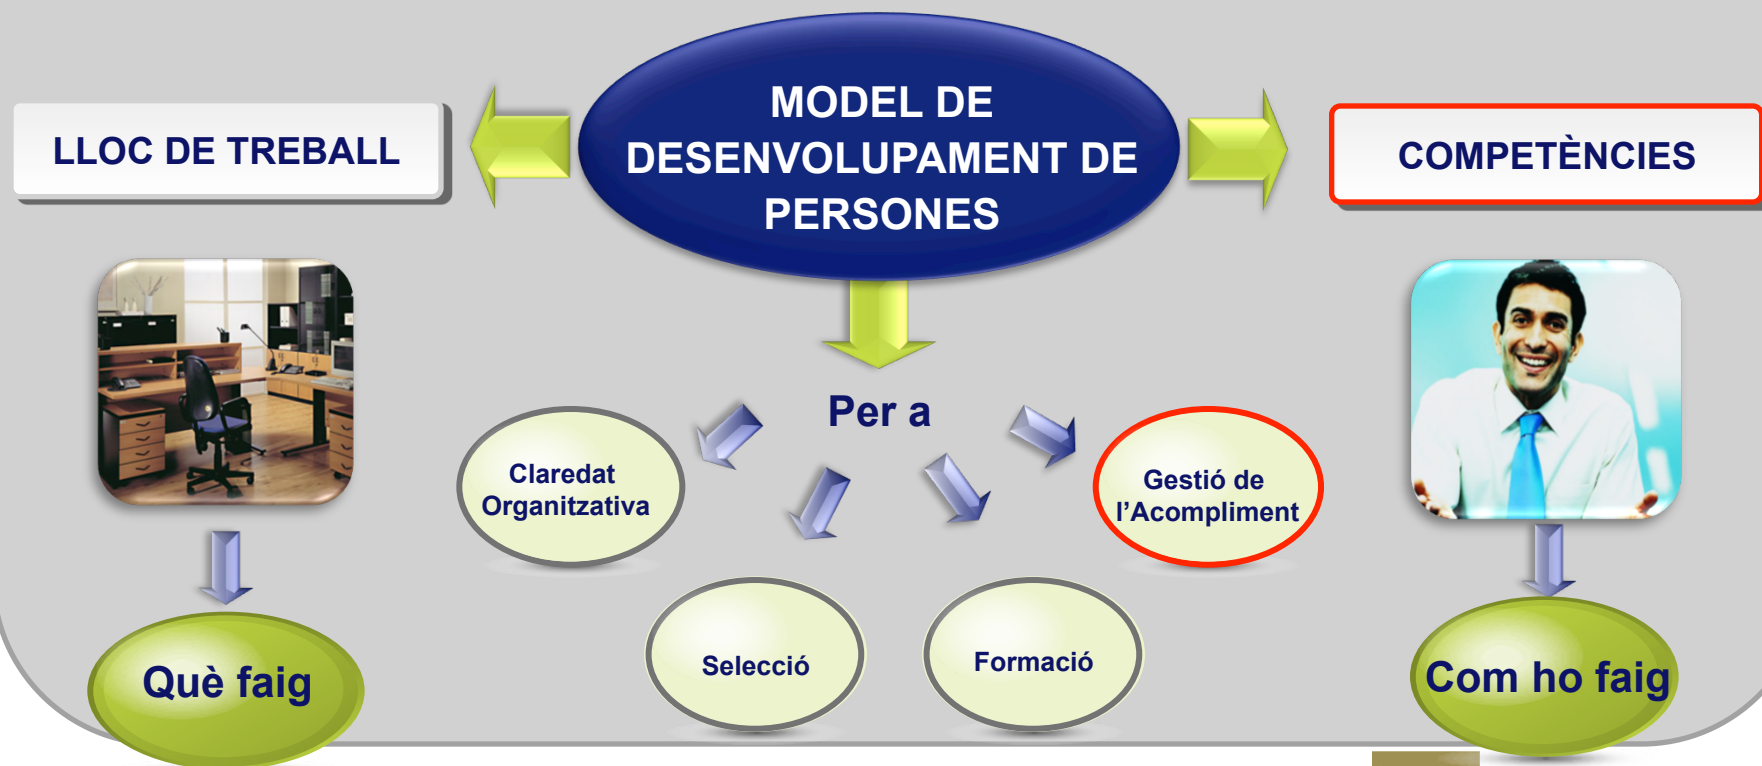 MODEL DE
DESENVOLUPAMENT DE
PERSONES
LLOC DE TREBALL
COMPETÈNCIES
Per a
Claredat
Organitzativa
Selecció
Formació
Gestió de
l’Acompliment
Què faig
Com ho faig